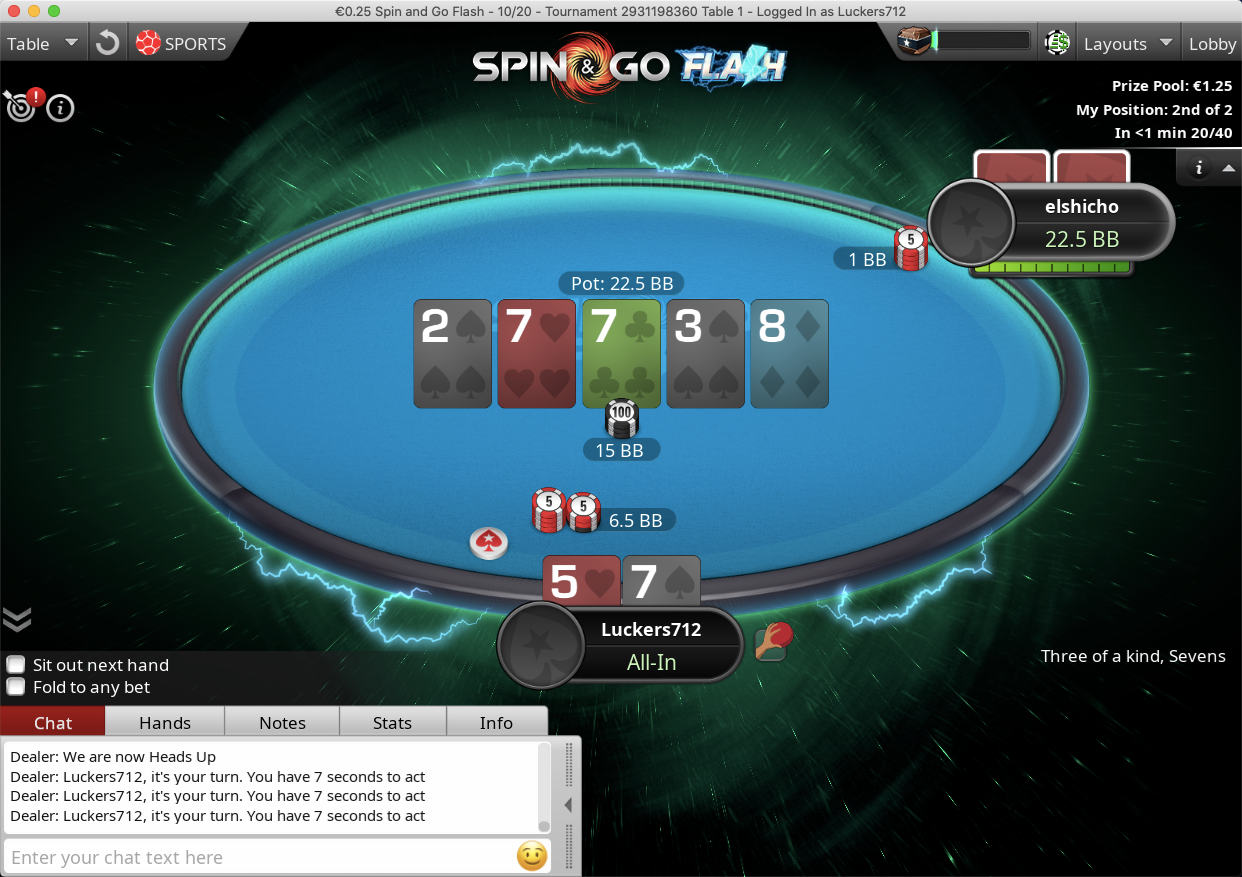 €0.25 Spin and Go Flash - 10/20 - Tournament 2931198360 Table 1 - Logged In as Luckers712
Table
SPORTS
SPIN & GO FLASH
Layouts
Lobby
Prize Pool: €1.25
My Position: 2nd of 2
In <1 min 20/40
elshicho
22.5 BB
5
1 BB
Pot: 22.5 BB
2 7 7 3 8
100
15 BB
5 5
6.5 BB
5 7
Luckers712
All-In
Three of a kind, Sevens
Sit out next hand
Fold to any bet
Chat Hands Notes Stats Info
Dealer: We are now Heads Up
Dealer: Luckers712, it's your turn. You have 7 seconds to act
Dealer: Luckers712, it's your turn. You have 7 seconds to act
Dealer: Luckers712, it's your turn. You have 7 seconds to act
Enter your chat text here